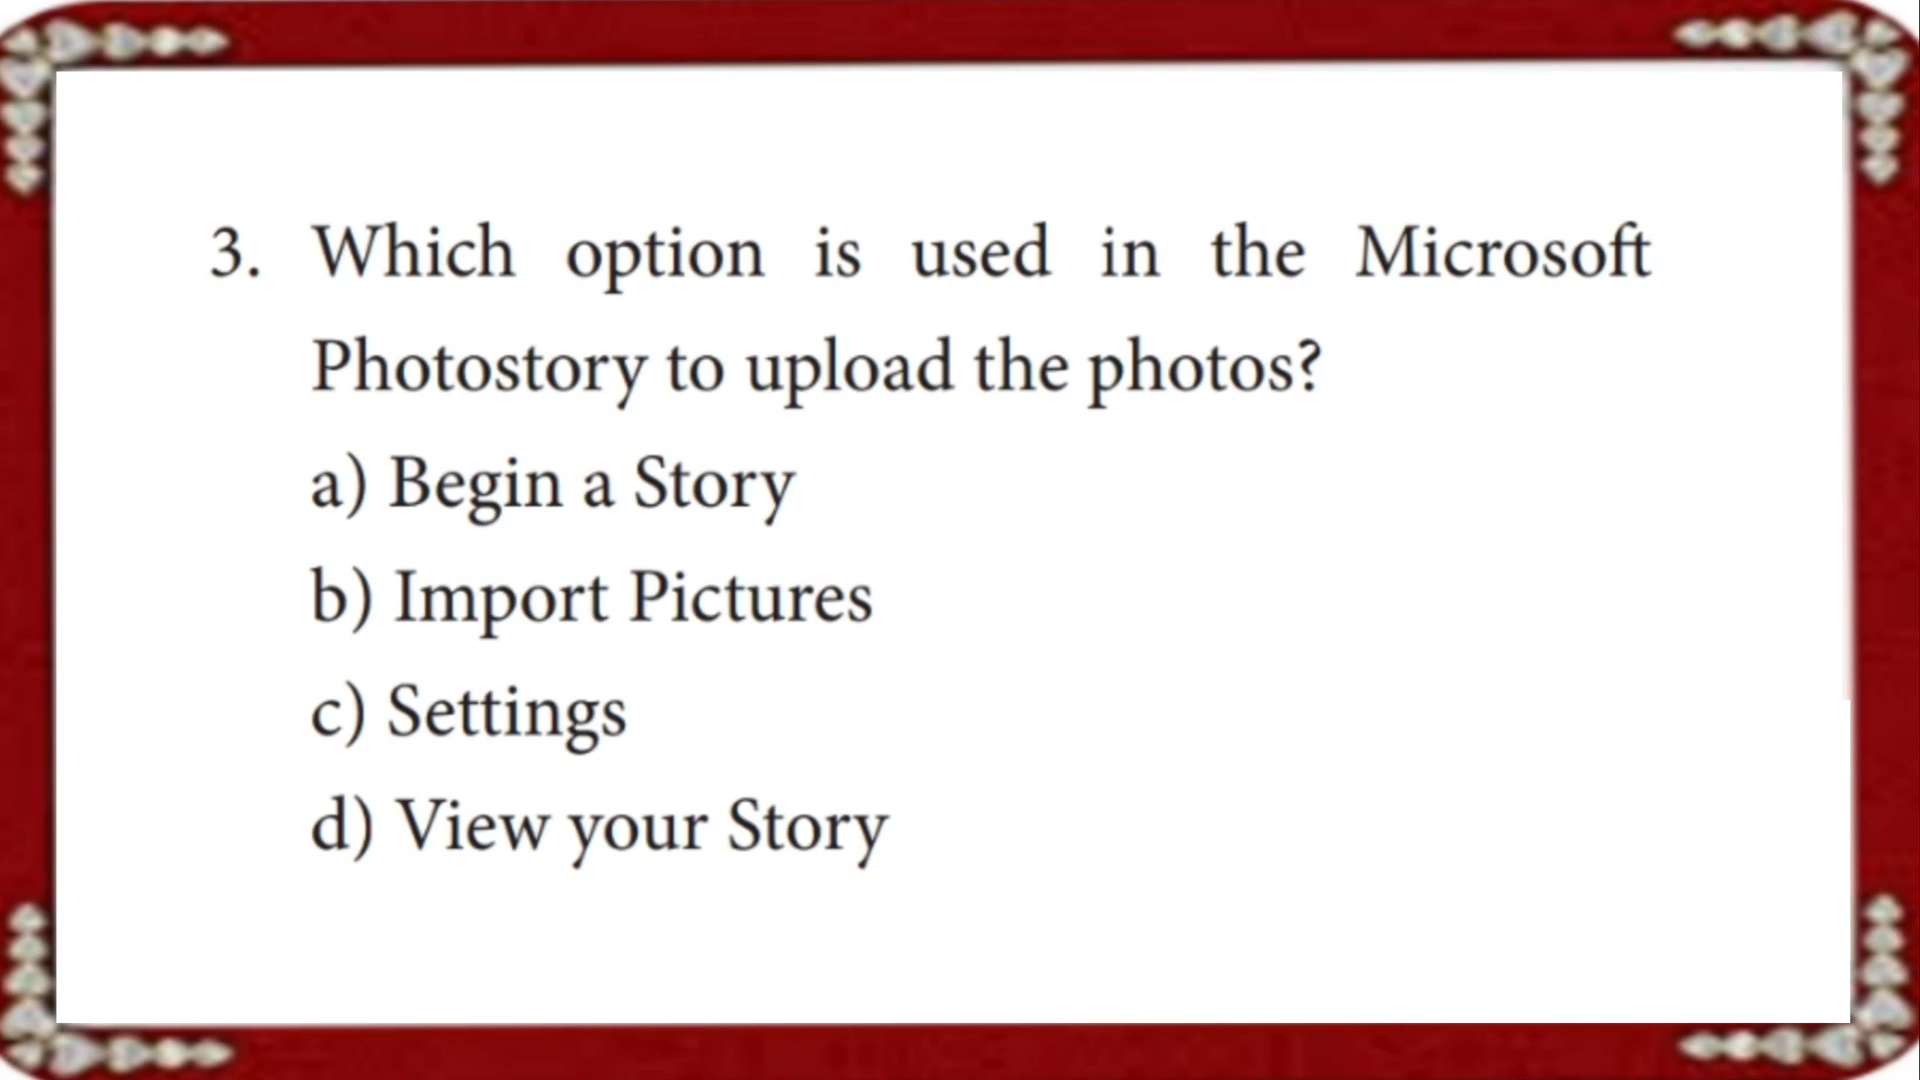 3. Which option is used in the Microsoft
Photostory to upload the photos?
a) Begin a Story
b) Import Pictures
c) Settings
d) View your Story